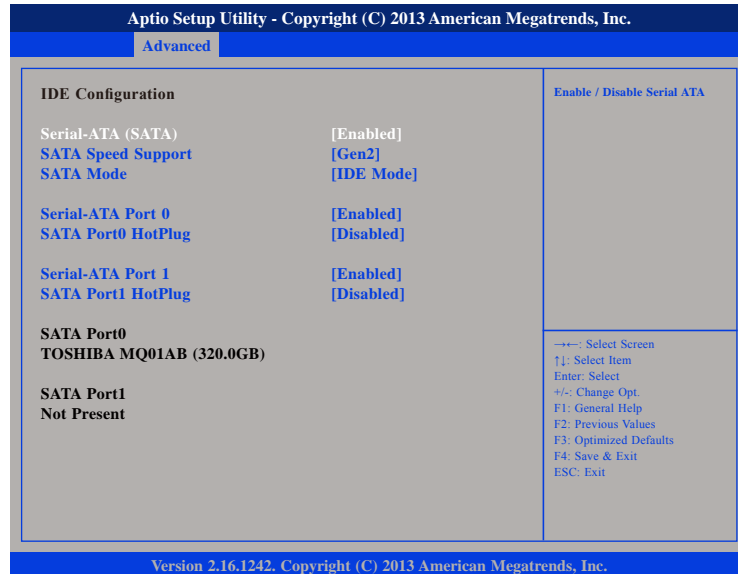 Aptio Setup Utility - Copyright (C) 2013 American Megatrends, Inc.
Advanced
IDE Configuration
Serial-ATA (SATA) [Enabled]
SATA Speed Support [Gen2]
SATA Mode [IDE Mode]
Serial-ATA Port 0 [Enabled]
SATA Port0 HotPlug [Disabled]
Serial-ATA Port 1 [Enabled]
SATA Port1 HotPlug [Disabled]
SATA Port0
TOSHIBA MQ01AB (320.0GB)
SATA Port1
Not Present
Enable / Disable Serial ATA
→←: Select Screen
↑↓: Select Item
Enter: Select
+/-: Change Opt.
F1: General Help
F2: Previous Values
F3: Optimized Defaults
F4: Save & Exit
ESC: Exit
Version 2.16.1242. Copyright (C) 2013 American Megatrends, Inc.